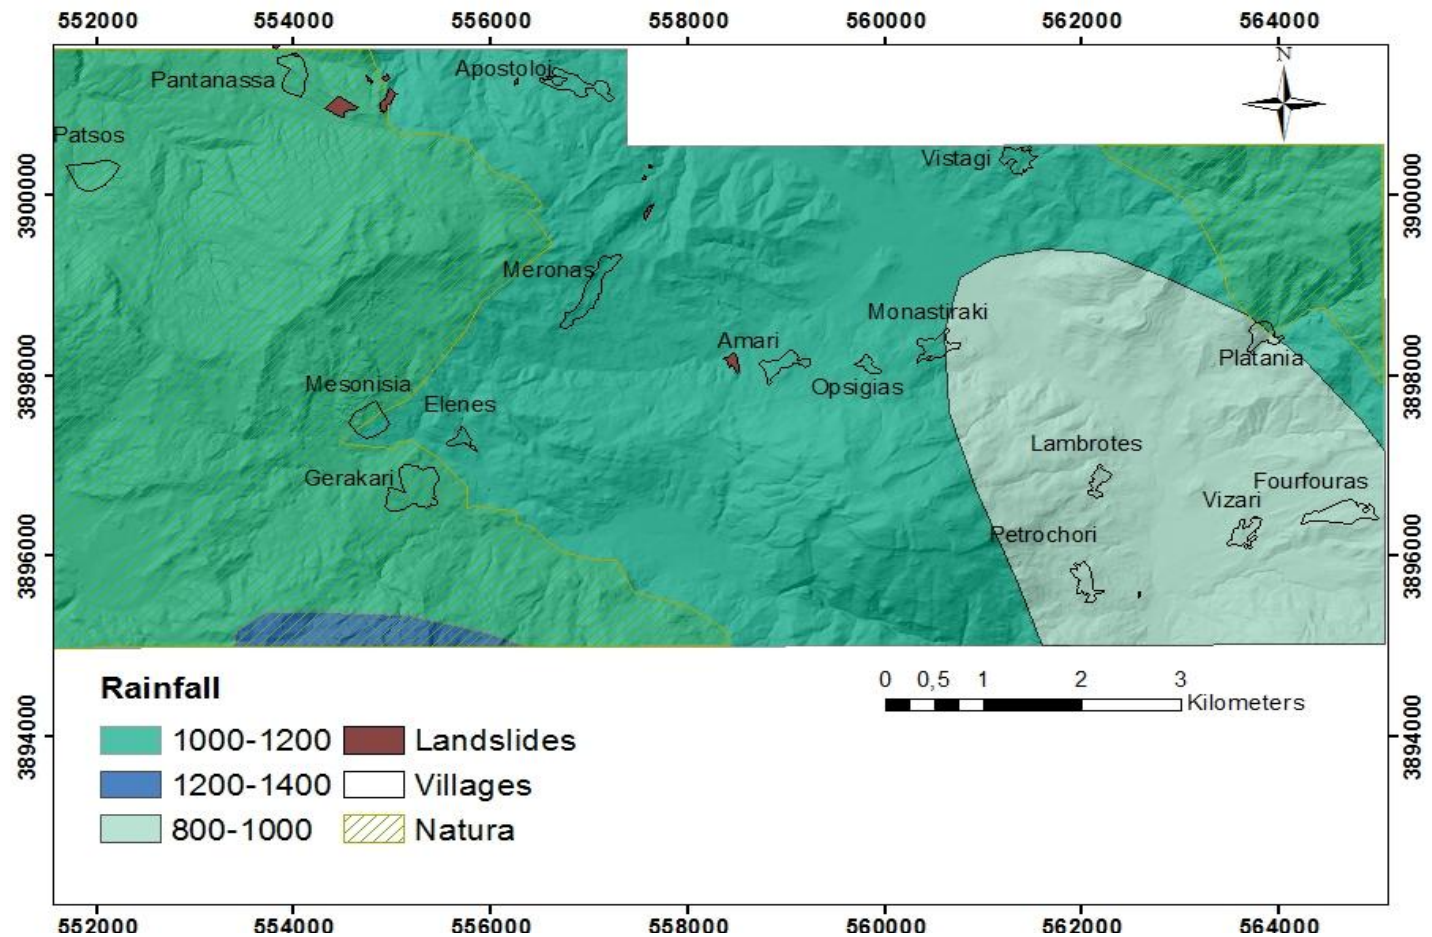 552000 554000 556000 558000 560000 562000 564000
N
Pantanassa
Apostoloi
Patsos
Vistagi
3900000
3900000
Meronas
Monastiraki
Amari
Platania
3898000
3898000
Mesonisia
Opsigias
Elenes
Lambrotes
Gerakari
Fourfouras
Vizari
Petrochori
3896000
3896000
Rainfall
0 0,5 1 2 3
Kilometers
1000-1200 Landslides
3894000
3894000
1200-1400 Villages
800-1000 Natura
552000 554000 556000 558000 560000 562000 564000